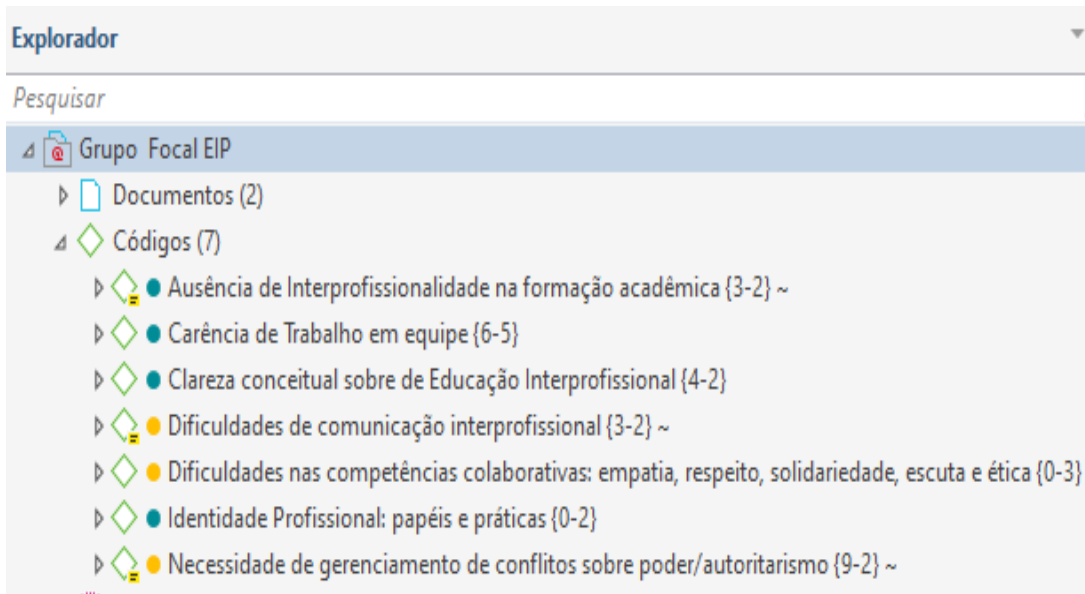 Explorador
Pesquisar
Grupo Focal EIP
Documentos (2)
Códigos (7)
Ausência de Interprofissionalidade na formação acadêmica {3-2} ~
Carência de Trabalho em equipe {6-5}
Clareza conceitual sobre de Educação Interprofissional {4-2}
Dificuldades de comunicação interprofissional {3-2} ~
Dificuldades nas competências colaborativas: empatia, respeito, solidariedade, escuta e ética {0-3}
Identidade Profissional: papéis e práticas {0-2}
Necessidade de gerenciamento de conflitos sobre poder/autoritarismo {9-2} ~